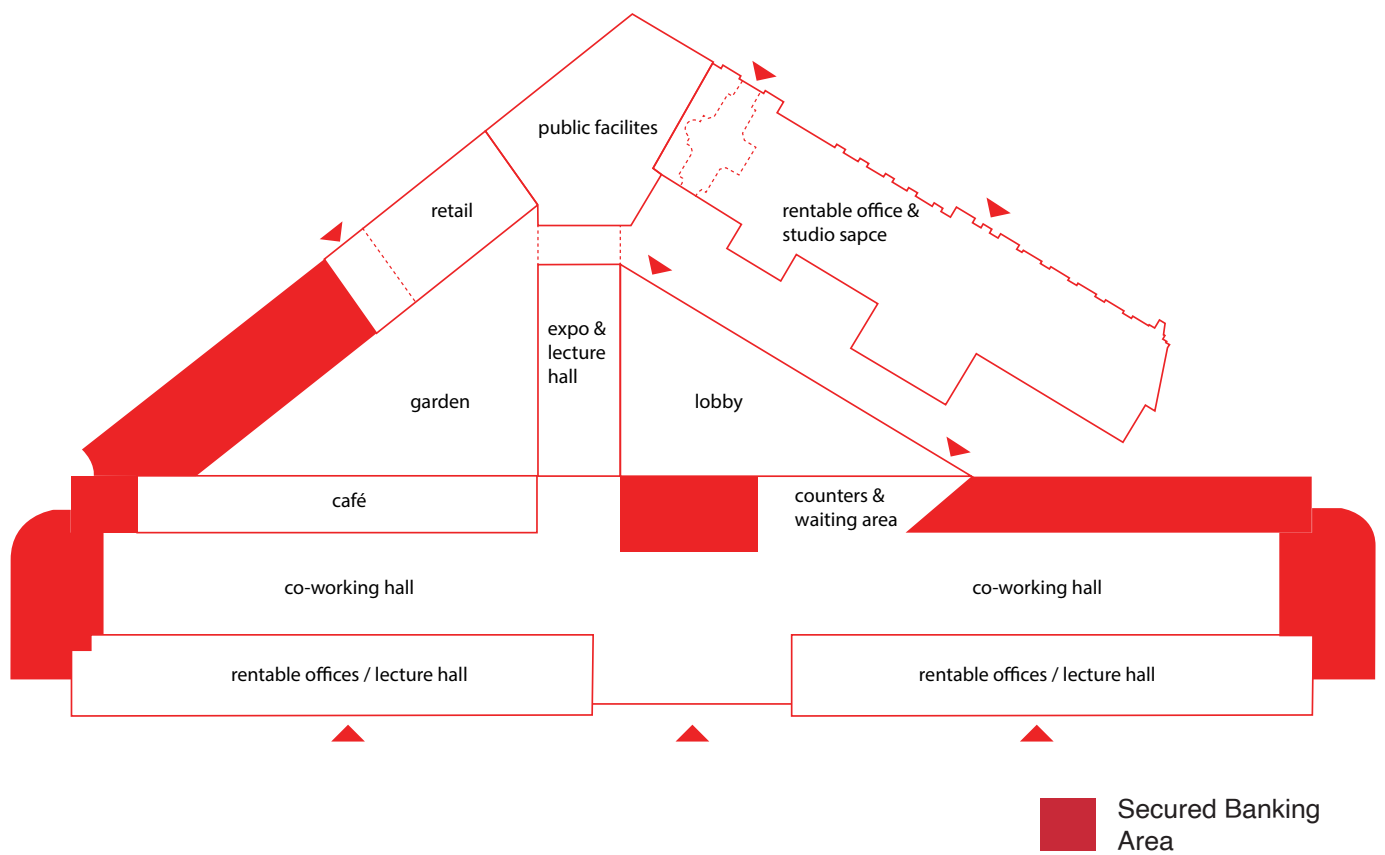 public facilites
retail
rentable office &
studio sapce
expo &
lecture
hall
garden
lobby
café
counters &
waiting area
co-working hall
co-working hall
rentable offices / lecture hall
rentable offices / lecture hall
Secured Banking
Area